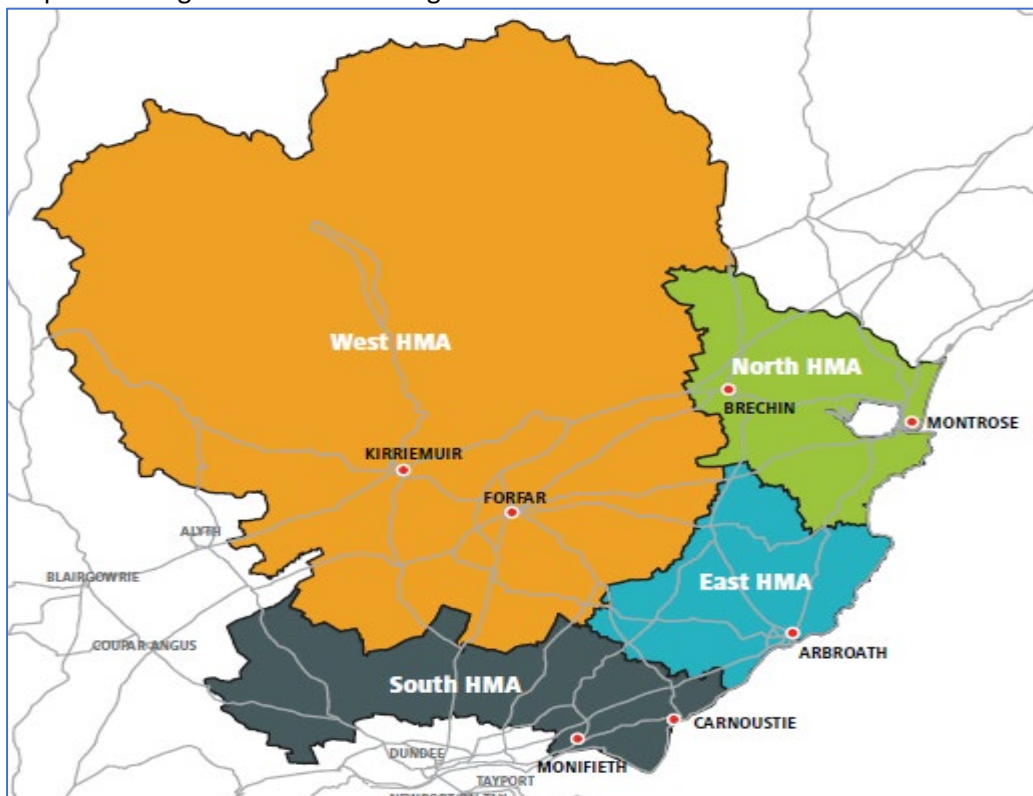 West HMA
North HMA
BRECHIN
MONTROSE
KIRRIEMUIR
FORFAR
ALYTH
BLAIRGOWRIE
East HMA
COUPAR ANGUS
ARBROATH
South HMA
CARNOUSTIE
DUNDEE
MONIFIETH
TAYPORT